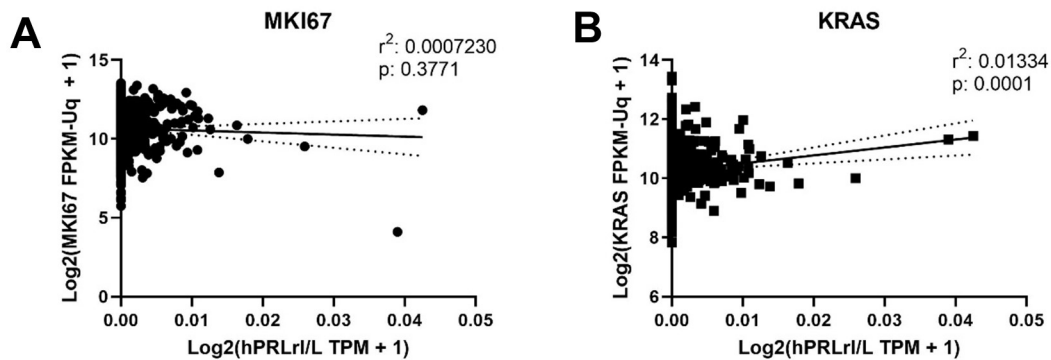 A
MKI67
r²: 0.0007230
p: 0.3771
Log2(MKI67 FPKM-Uq + 1)
15
10
5
0
0.00 0.01 0.02 0.03 0.04 0.05
Log2(hPRLrI/L TPM + 1)
B
KRAS
r²: 0.01334
p: 0.0001
Log2(KRAS FPKM-Uq + 1)
14
12
10
8
6
0.00 0.01 0.02 0.03 0.04 0.05
Log2(hPRLrI/L TPM + 1)